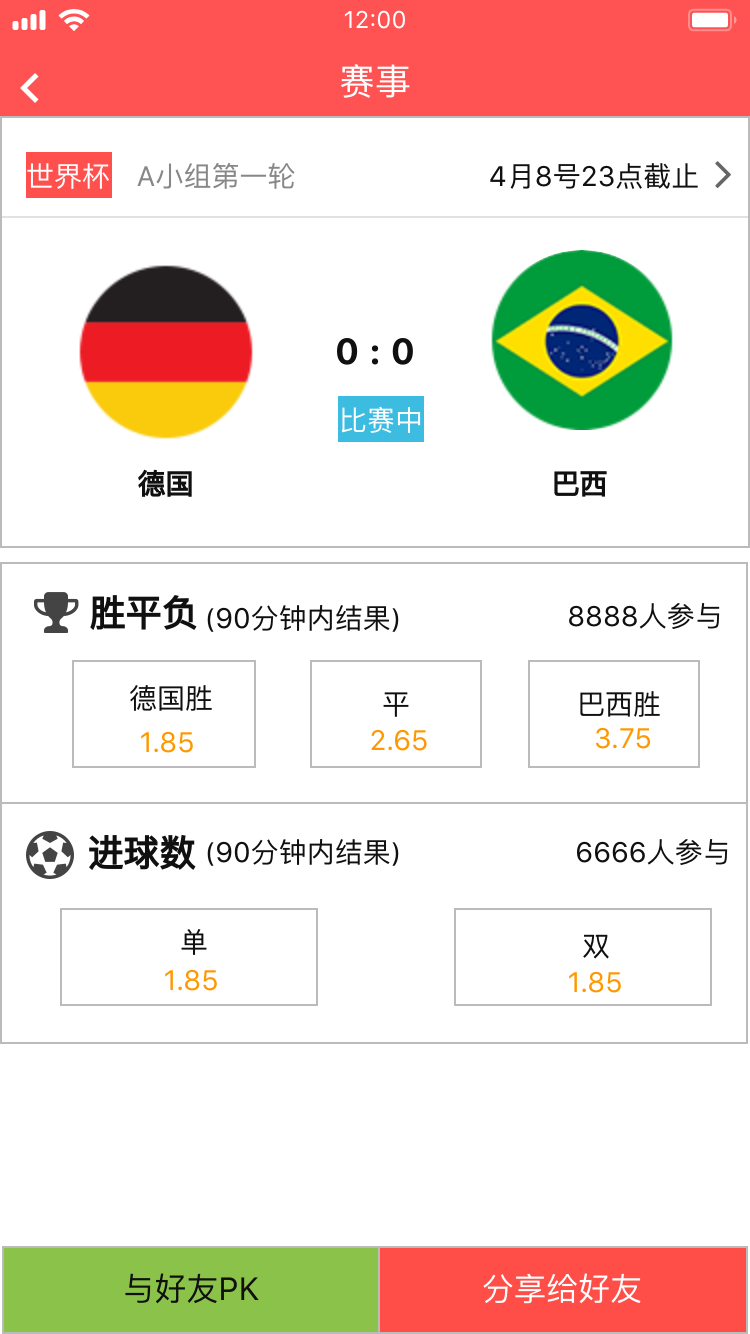 12:00
赛事
世界杯 A小组第一轮 4月8号23点截止
0 : 0
比赛中
德国 巴西
胜平负 (90分钟内结果) 8888人参与
德国胜 平 巴西胜
1.85 2.65 3.75
进球数 (90分钟内结果) 6666人参与
单 双
1.85 1.85
与好友PK 分享给好友